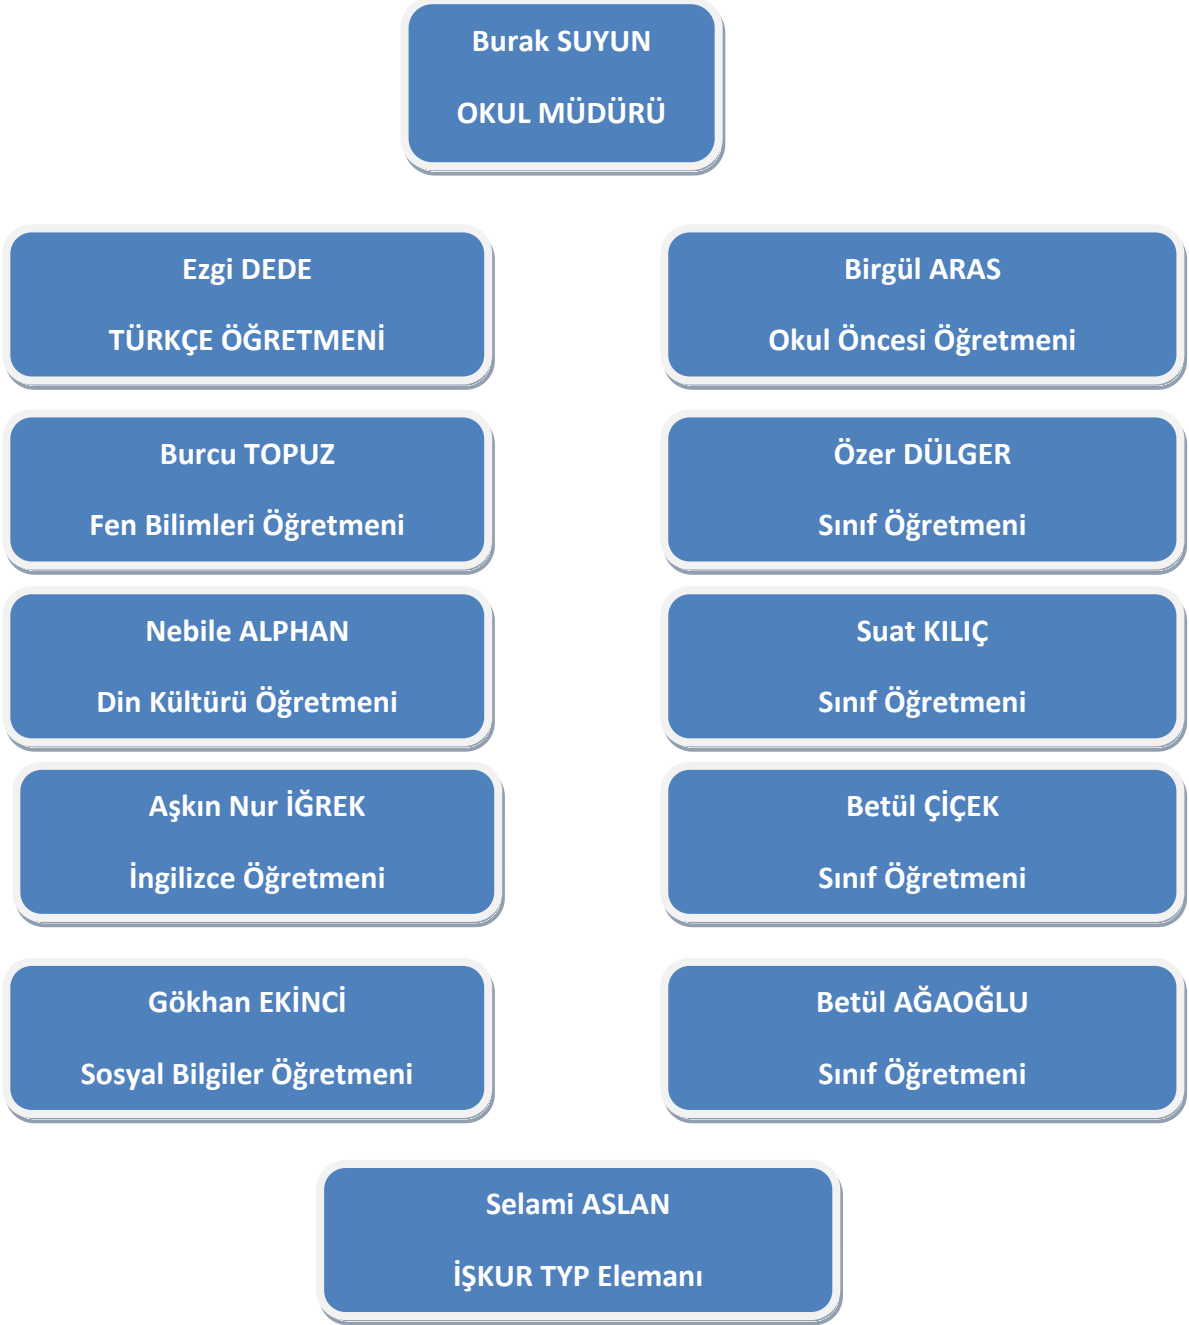 Burak SUYUN
OKUL MÜDÜRÜ
Ezgi DEDE
TÜRKÇE ÖĞRETMENİ
Birgül ARAS
Okul Öncesi Öğretmeni
Burcu TOPUZ
Fen Bilimleri Öğretmeni
Özer DÜLGER
Sınıf Öğretmeni
Nebile ALPHAN
Din Kültürü Öğretmeni
Suat KILIÇ
Sınıf Öğretmeni
Aşkın Nur İĞREK
İngilizce Öğretmeni
Betül ÇİÇEK
Sınıf Öğretmeni
Gökhan EKİNCİ
Sosyal Bilgiler Öğretmeni
Betül AĞAOĞLU
Sınıf Öğretmeni
Selami ASLAN
İŞKUR TYP Elemanı